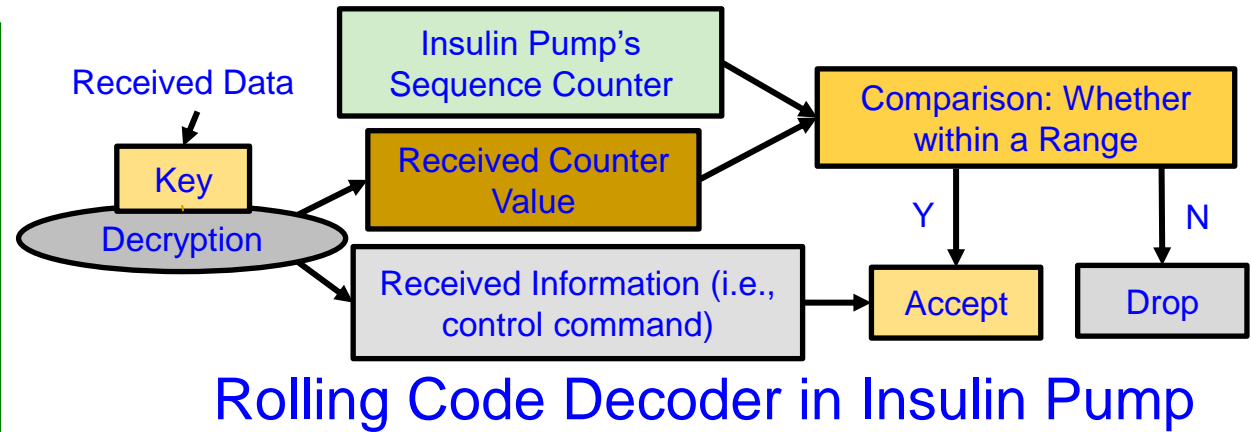 Received Data
Key
Decryption
Insulin Pump's
Sequence Counter
Received Counter
Value
Received Information (i.e.,
control command)
Comparison: Whether
within a Range
Y
N
Accept
Drop
Rolling Code Decoder in Insulin Pump